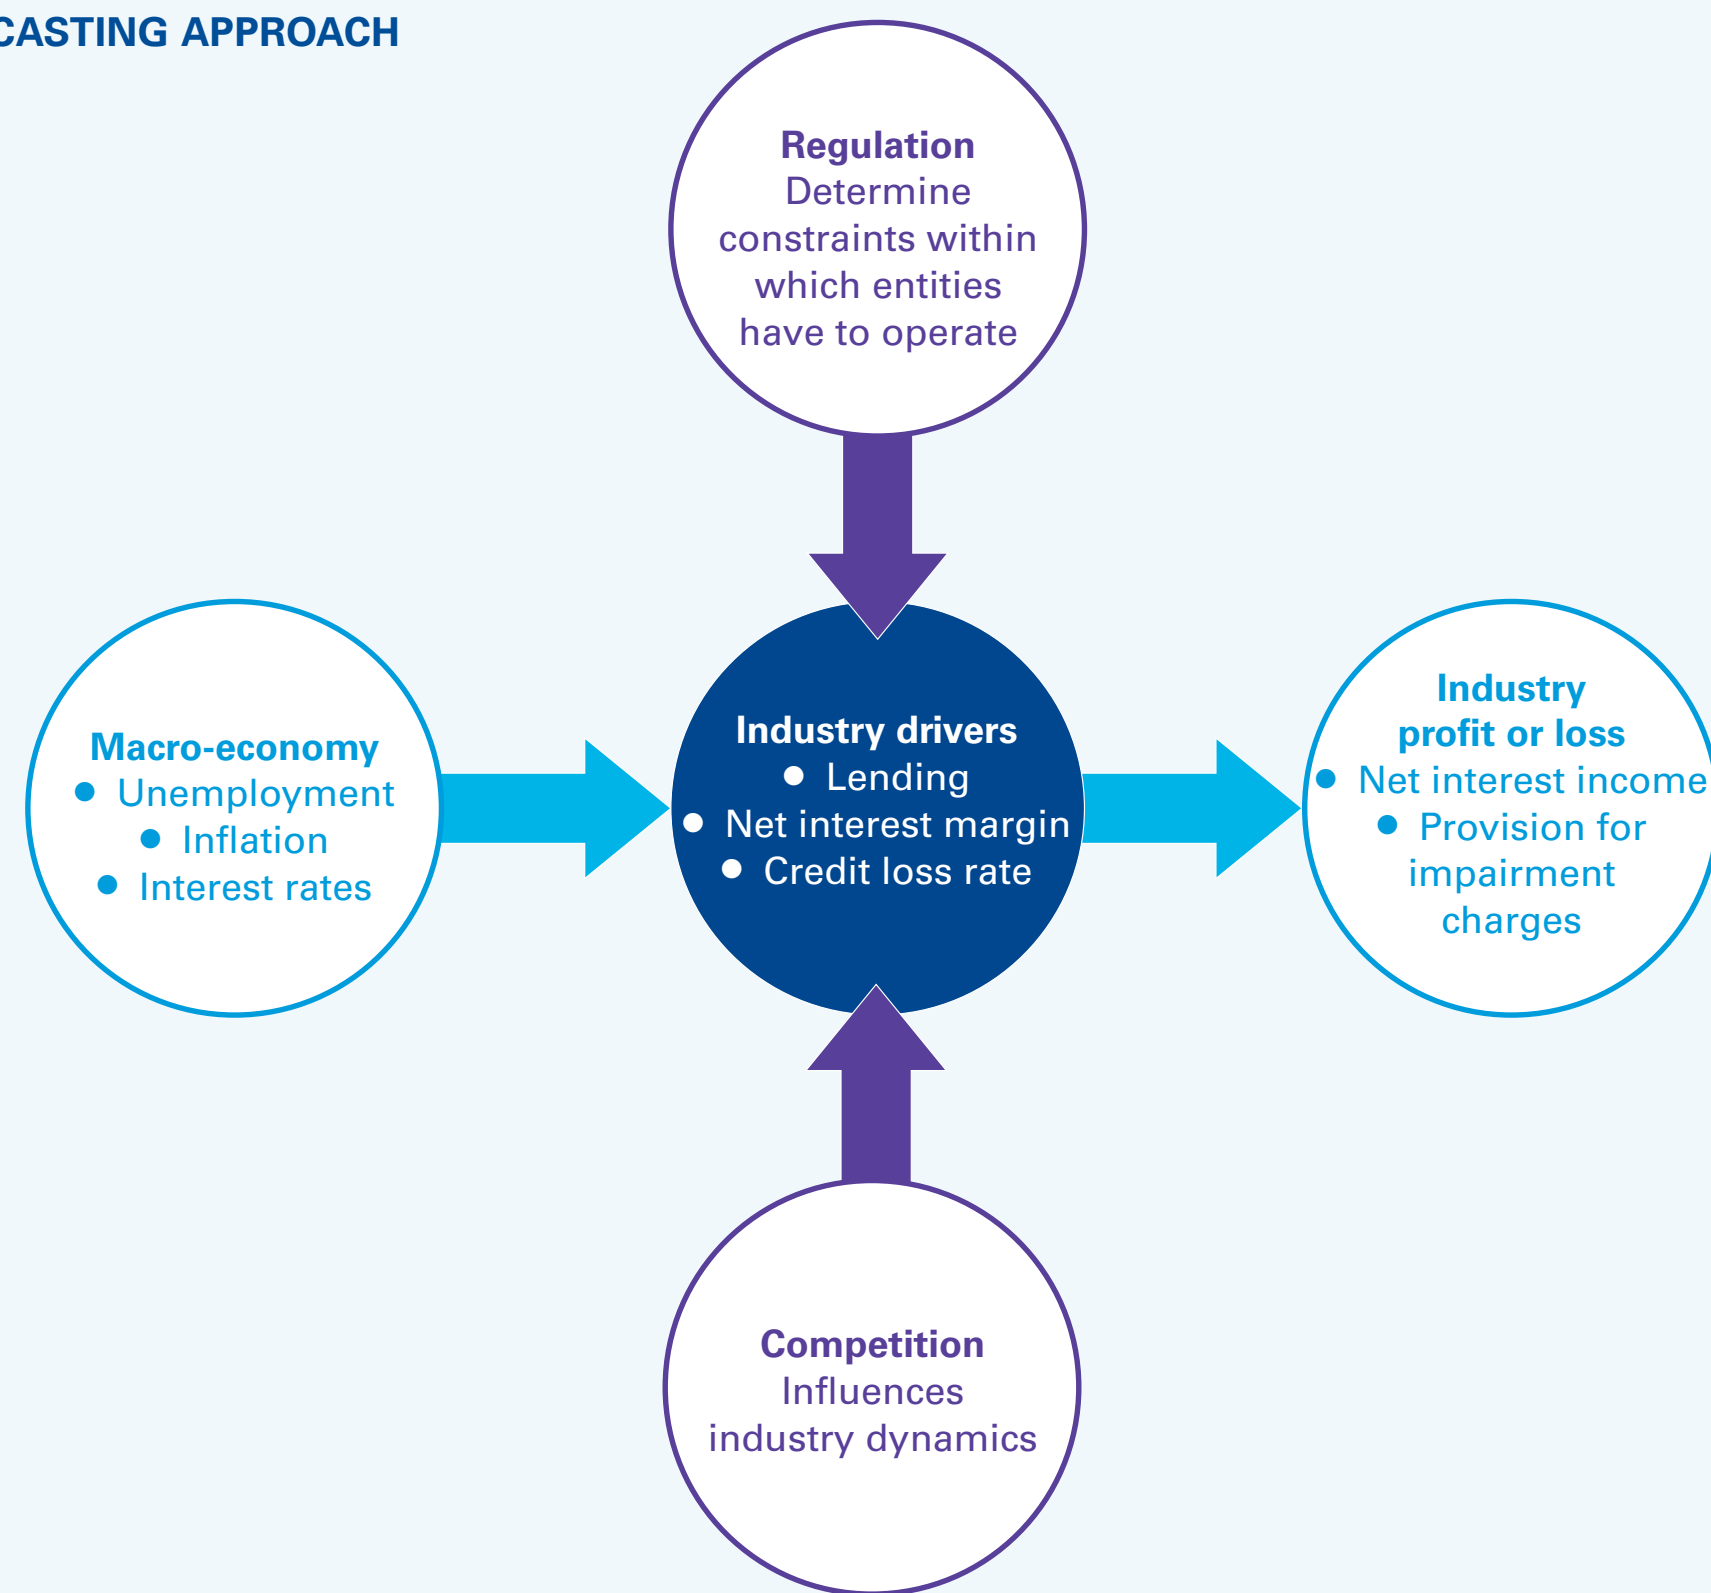 CASTING APPROACH
Regulation
Determine
constraints within
which entities
have to operate
Macro-economy
● Unemployment
● Inflation
● Interest rates
Industry drivers
● Lending
● Net interest margin
● Credit loss rate
Industry
profit or loss
● Net interest income
● Provision for
impairment
charges
Competition
Influences
industry dynamics